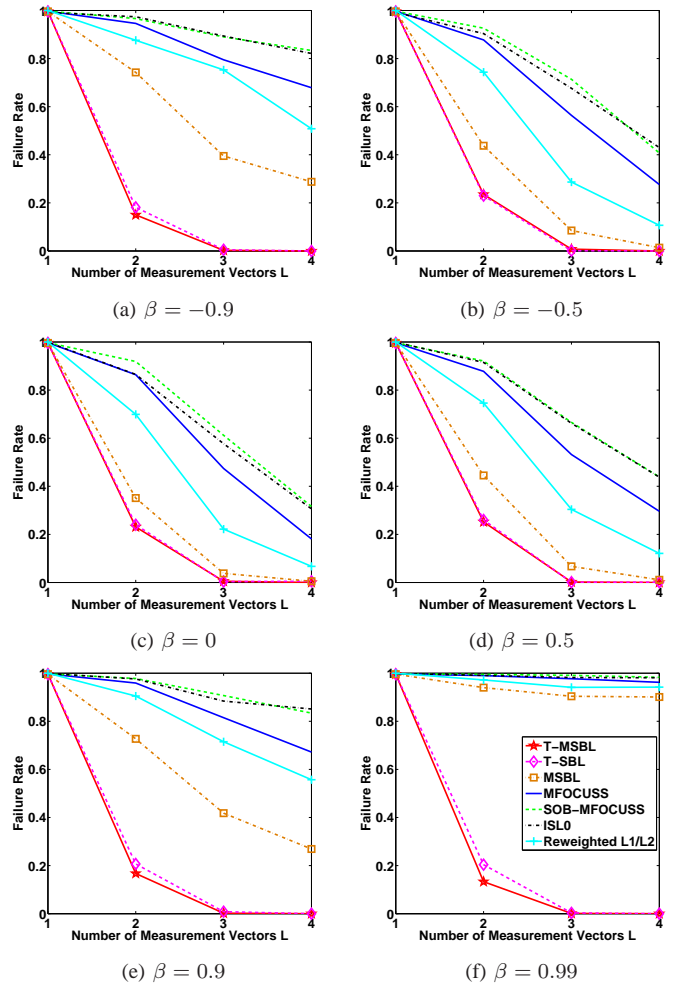 1
0.8
0.6
0.4
0.2
0
Failure Rate
1 2 3 4
Number of Measurement Vectors L
(a) β = −0.9
1
0.8
0.6
0.4
0.2
0
Failure Rate
1 2 3 4
Number of Measurement Vectors L
(b) β = −0.5
1
0.8
0.6
0.4
0.2
0
Failure Rate
1 2 3 4
Number of Measurement Vectors L
(c) β = 0
1
0.8
0.6
0.4
0.2
0
Failure Rate
1 2 3 4
Number of Measurement Vectors L
(d) β = 0.5
1
0.8
0.6
0.4
0.2
0
Failure Rate
1 2 3 4
Number of Measurement Vectors L
(e) β = 0.9
1
0.8
0.6
0.4
0.2
0
Failure Rate
T−MSBL
T−SBL
MSBL
MFOCUSS
SOB−MFOCUSS
ISL0
Reweighted L1/L2
1 2 3 4
Number of Measurement Vectors L
(f) β = 0.99